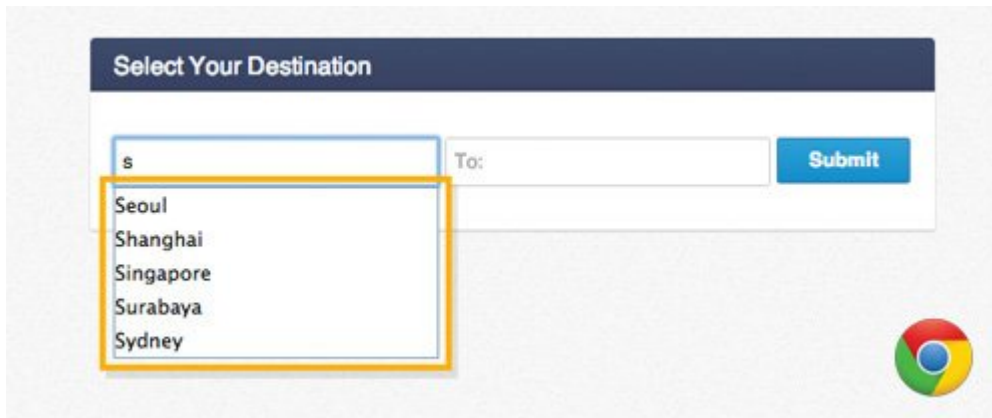 Select Your Destination
s
To:
Submit
Seoul
Shanghai
Singapore
Surabaya
Sydney